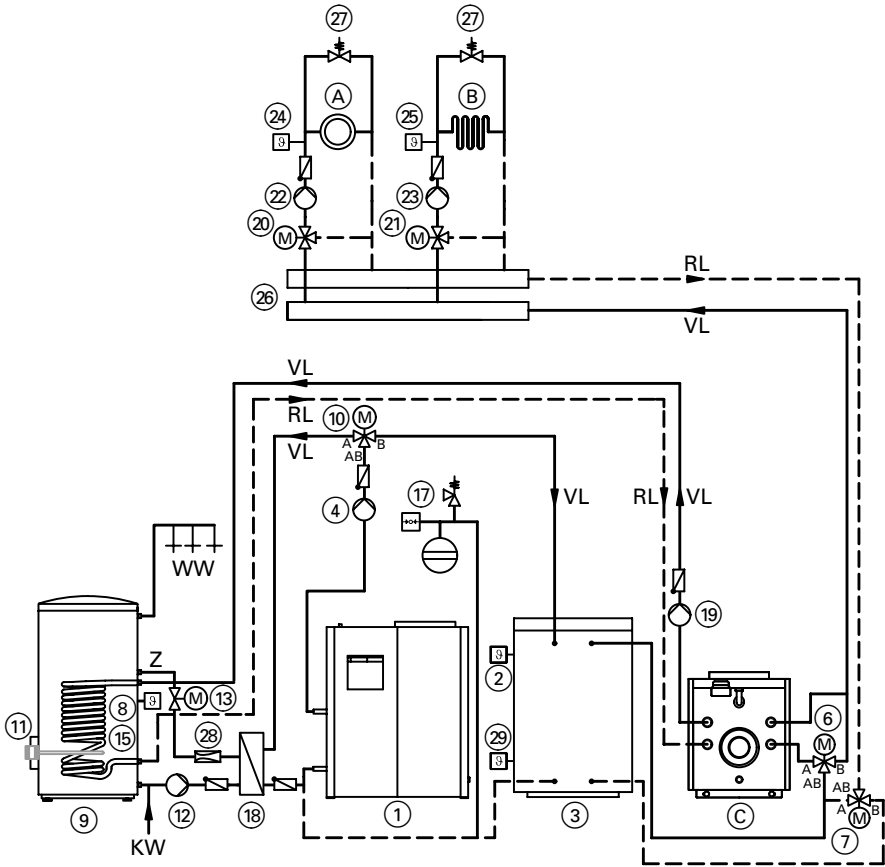 27 27
A B
24 25
ϑ ϑ
22 23
20 21
M M
RL
26
VL
VL
RL
10 M
A B
VL AB
17
VL RL VL
4
WW
19
Z
ϑ
2
8 ϑ M 13
6
11
M
15
28
29
ϑ
A B
AB
AB
A B
M
9 12 18 1 3 C 7
KW